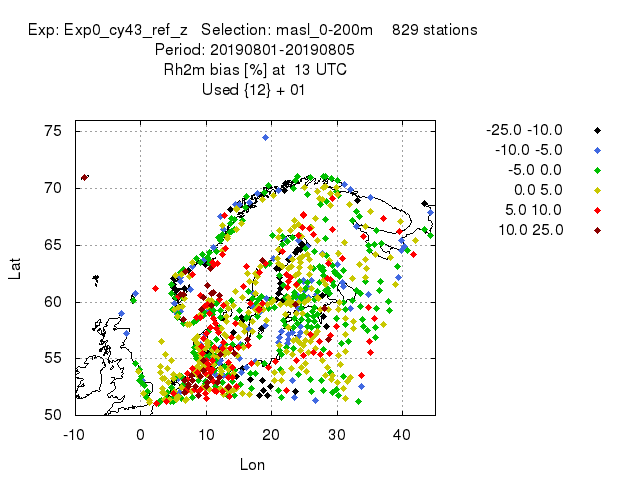 Exp: Exp0_cy43_ref_z   Selection: masl_0-200m    829 stations
Period: 20190801-20190805
Rh2m bias [%] at  13 UTC
Used {12} + 01
75
70
65
60
55
50
-10 0 10 20 30 40
Lat
Lon
-25.0 -10.0
-10.0 -5.0
-5.0 0.0
0.0 5.0
5.0 10.0
10.0 25.0